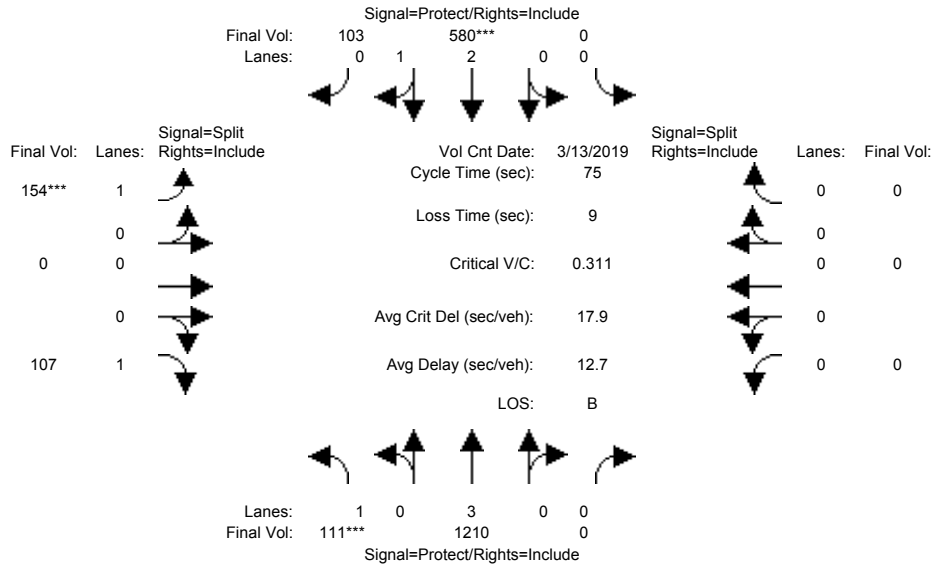 Signal=Protect/Rights=Include
Final Vol: 103 580*** 0
Lanes: 0 1 2 0 0
Signal=Split Signal=Split
Final Vol: Lanes: Rights=Include Vol Cnt Date: 3/13/2019 Rights=Include Lanes: Final Vol:
Cycle Time (sec): 75
154*** 1 0 0
Loss Time (sec): 9
0 0
0 0 Critical V/C: 0.311 0 0
0 Avg Crit Del (sec/veh): 17.9 0
107 1 Avg Delay (sec/veh): 12.7 0 0
LOS: B
Lanes: 1 0 3 0 0
Final Vol: 111*** 1210 0
Signal=Protect/Rights=Include